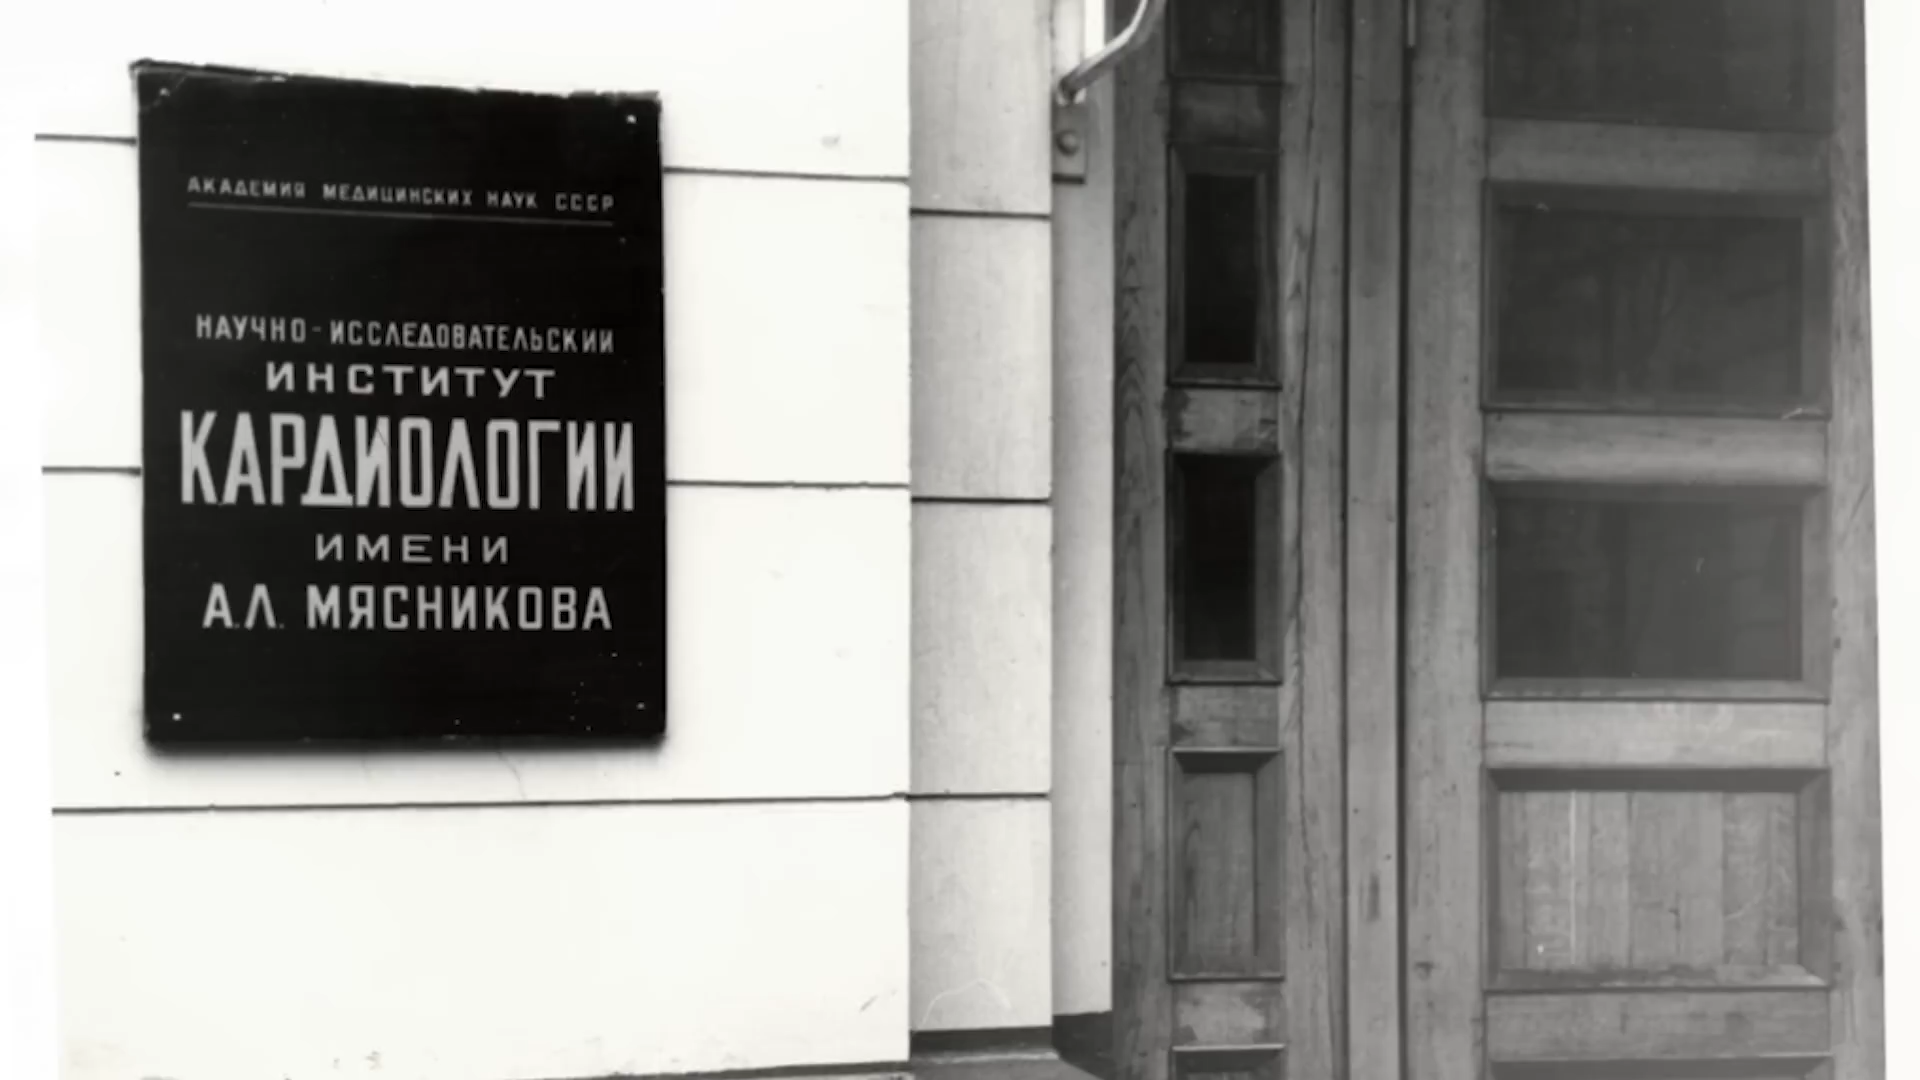 АКАДЕМИЯ МЕДИЦИНСКИХ НАУК СССР
НАУЧНО-ИССЛЕДОВАТЕЛЬСКИЙ
ИНСТИТУТ
КАРДИОЛОГИИ
ИМЕНИ
А.Л. МЯСНИКОВА